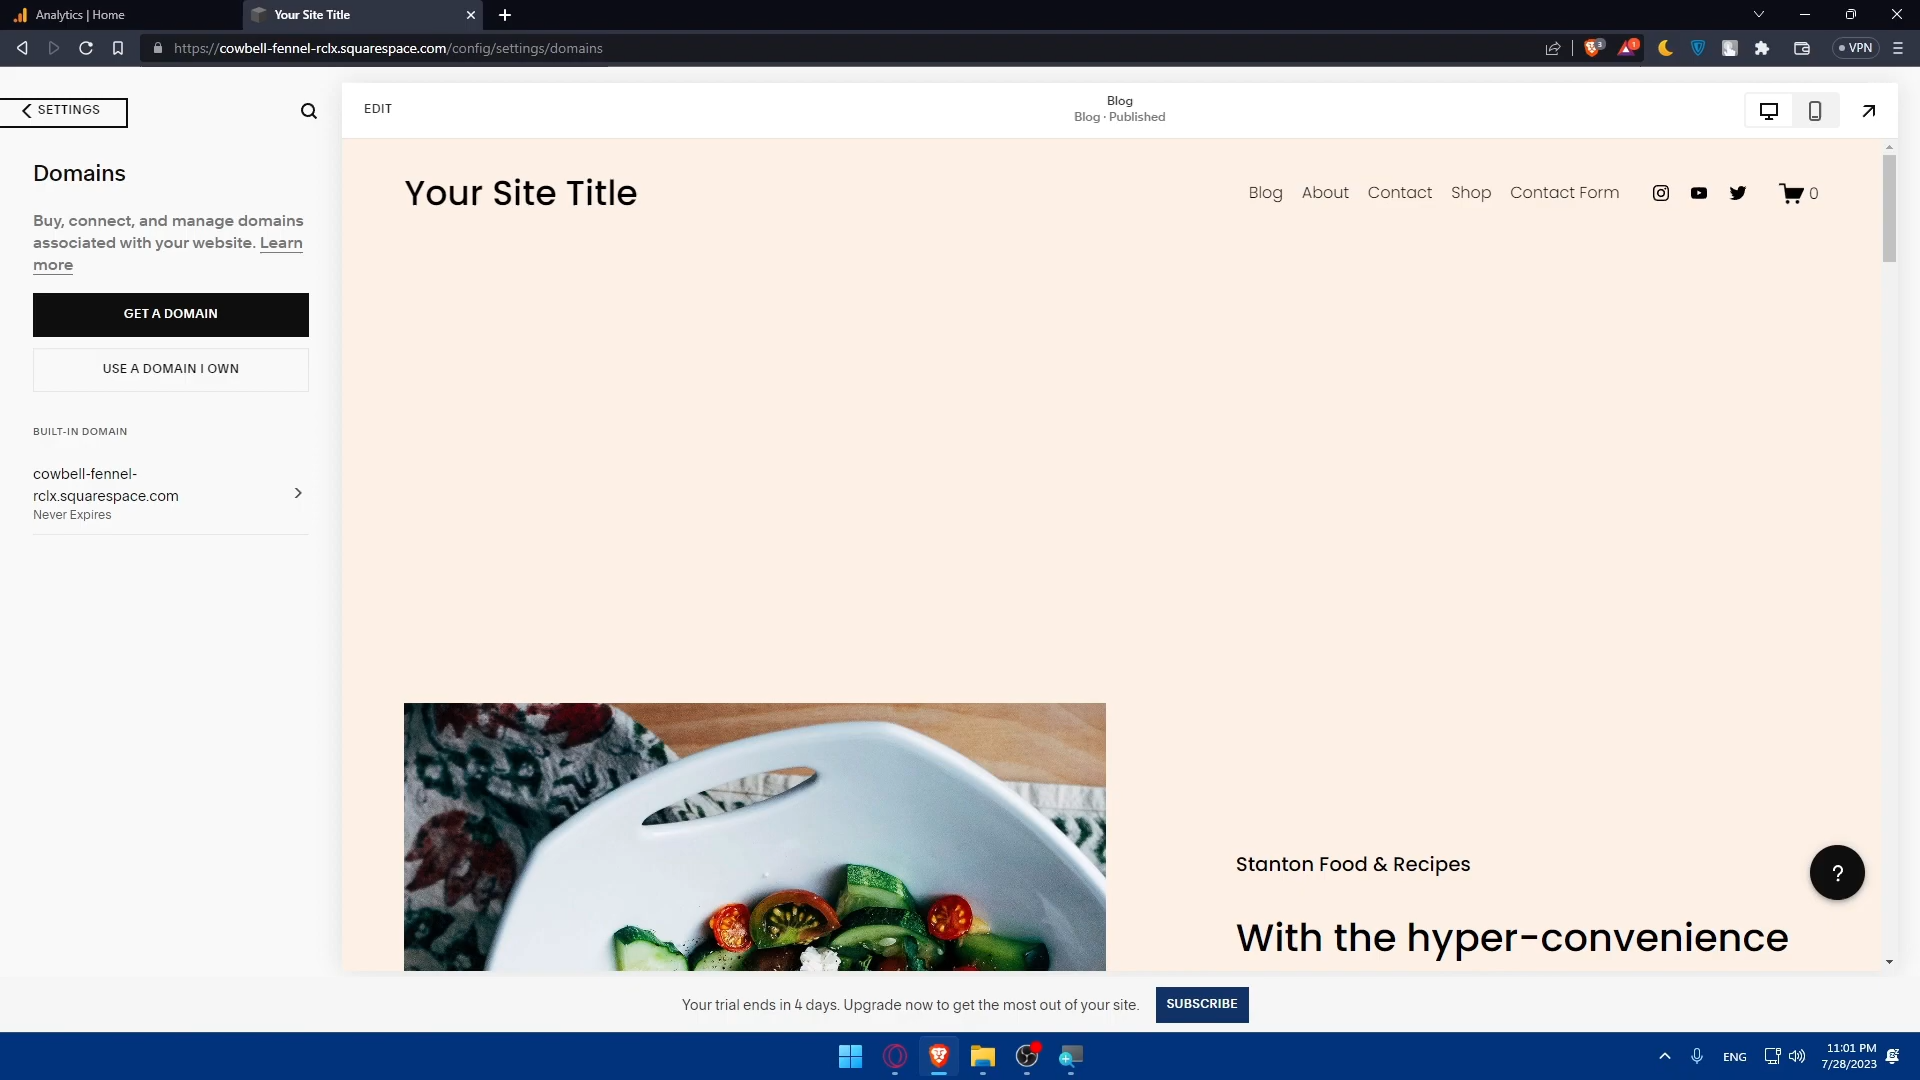 Analytics | Home
Your Site Title
https://cowbell-fennel-rclx.squarespace.com/config/settings/domains
3
1
VPN
SETTINGS
EDIT
Blog
Blog · Published
Domains
Buy, connect, and manage domains
associated with your website. Learn
more
GET A DOMAIN
USE A DOMAIN I OWN
BUILT-IN DOMAIN
cowbell-fennel-
rclx.squarespace.com
Never Expires
Your Site Title
Blog About Contact Shop Contact Form 0
Stanton Food & Recipes
With the hyper-convenience
?
Your trial ends in 4 days. Upgrade now to get the most out of your site.
SUBSCRIBE
ENG
11:01 PM
7/28/2023